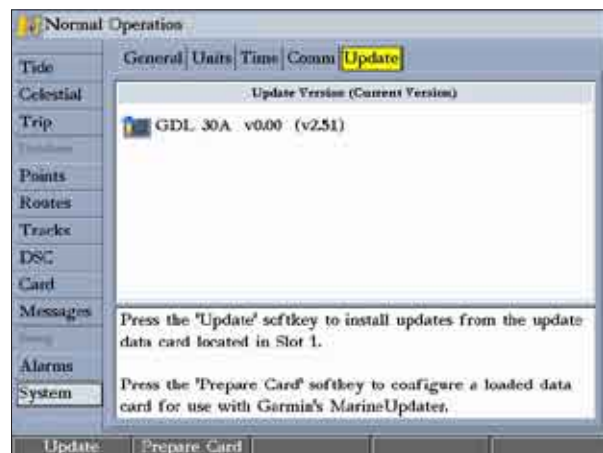 Normal Operation
General Units Time Comm Update
Tide
Celestial
Trip
Points
Routes
Tracks
DSC
Card
Messages
Alarms
System
Update Version (Current Version)
GDL 30A v0.00 (v2.51)
Press the 'Update' softkey to install updates from the update
data card located in Slot 1.
Press the 'Prepare Card' softkey to configure a loaded data
card for use with Garmin's MarineUpdater.
Update Prepare Card